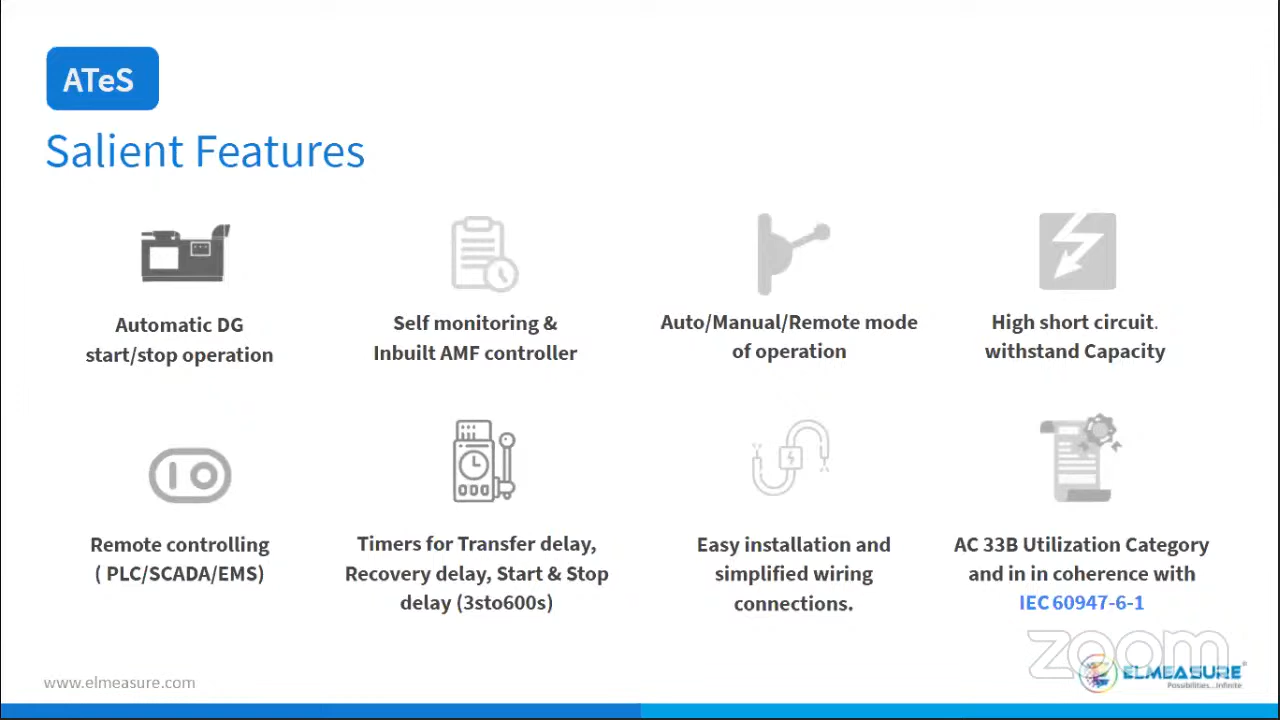 ATeS
Salient Features
Automatic DG
start/stop operation
Self monitoring &
Inbuilt AMF controller
Auto/Manual/Remote mode
of operation
High short circuit.
withstand Capacity
Remote controlling
( PLC/SCADA/EMS)
Timers for Transfer delay,
Recovery delay, Start & Stop
delay (3sto600s)
Easy installation and
simplified wiring
connections.
AC 33B Utilization Category
and in in coherence with
IEC 60947-6-1
zoom
ELMEASURE
Possibilities...Infinite
www.elmeasure.com